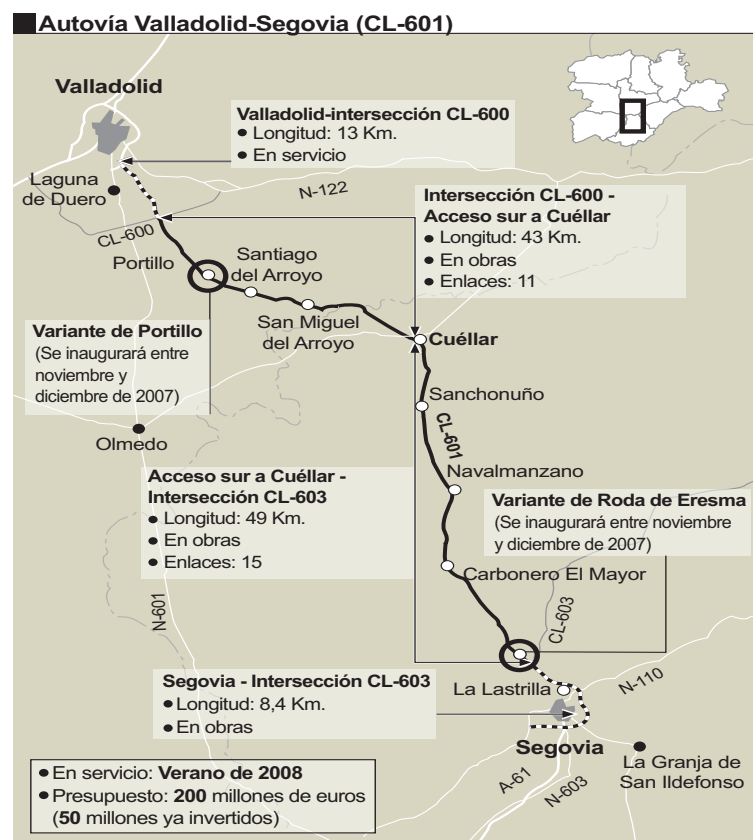 Autovía Valladolid-Segovia (CL-601)
Valladolid
Valladolid-intersección CL-600
● Longitud: 13 Km.
● En servicio
Laguna
de Duero
N-122
CL-600
Intersección CL-600 -
Acceso sur a Cuéllar
● Longitud: 43 Km.
● En obras
● Enlaces: 11
Portillo
Santiago
del Arroyo
San Miguel
del Arroyo
Variante de Portillo
(Se inaugurará entre
noviembre y
diciembre de 2007)
Cuéllar
Sanchonuño
CL-601
Olmedo
Navalmanzano
Acceso sur a Cuéllar -
Intersección CL-603
● Longitud: 49 Km.
● En obras
● Enlaces: 15
Variante de Roda de Eresma
(Se inaugurará entre noviembre
y diciembre de 2007)
Carbonero El Mayor
N-601
CL-603
Segovia - Intersección CL-603
● Longitud: 8,4 Km.
● En obras
La Lastrilla
N-110
Segovia
La Granja de
San Ildefonso
A-61
N-603
● En servicio: Verano de 2008
● Presupuesto: 200 millones de euros
(50 millones ya invertidos)